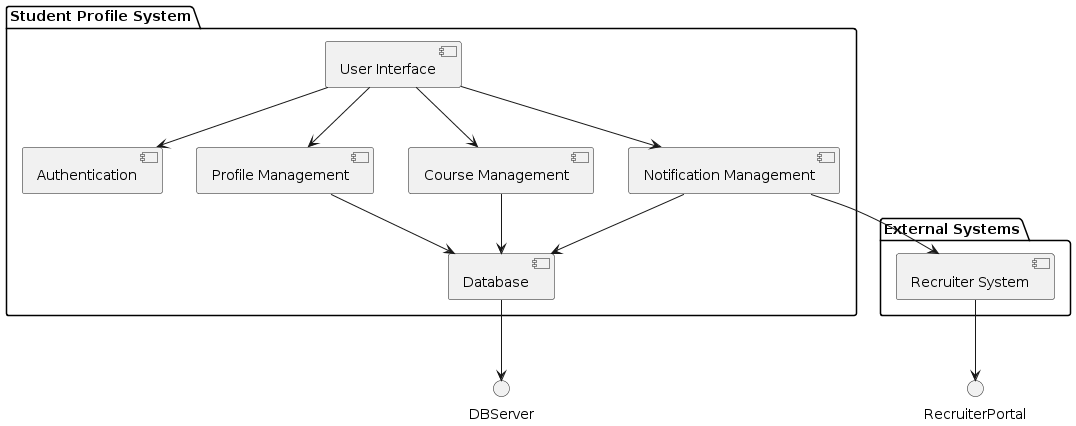 Student Profile System
User Interface
Authentication
Profile Management
Course Management
Notification Management
External Systems
Database
Recruiter System
DBServer
RecruiterPortal